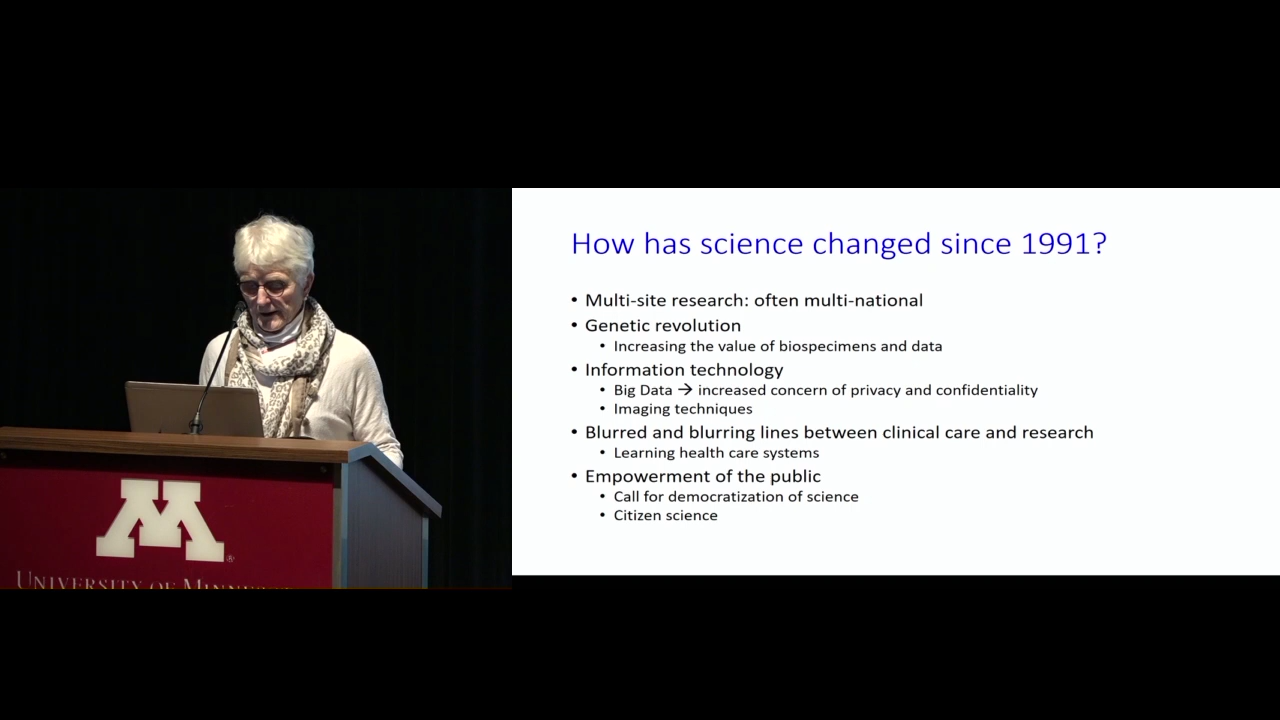 How has science changed since 1991?
• Multi-site research: often multi-national
• Genetic revolution
• Increasing the value of biospecimens and data
• Information technology
• Big Data → increased concern of privacy and confidentiality
• Imaging techniques
• Blurred and blurring lines between clinical care and research
• Learning health care systems
• Empowerment of the public
• Call for democratization of science
• Citizen science
M®
UNIVERSITY OF